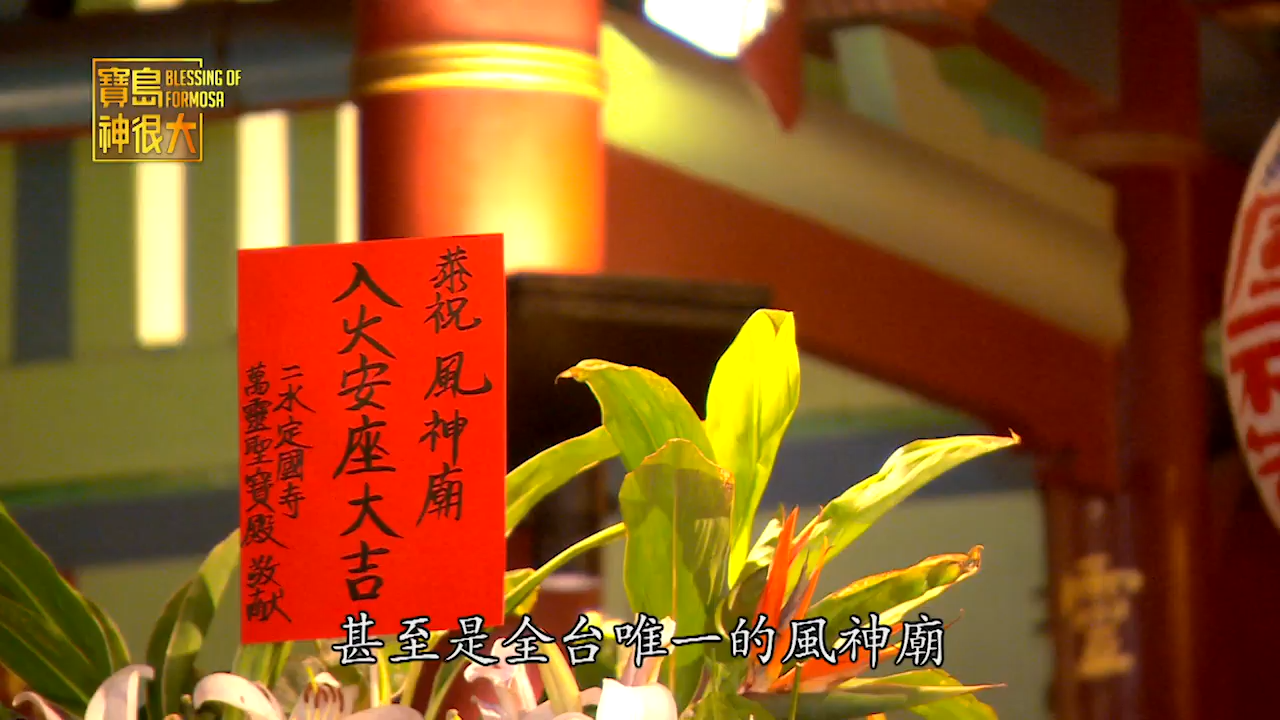 寶島
神很大
BLESSING OF
FORMOSA
恭祝 風神廟
入火安座大吉
二水定國寺
萬靈聖寶殿 敬献
甚至是全台唯一的風神廟